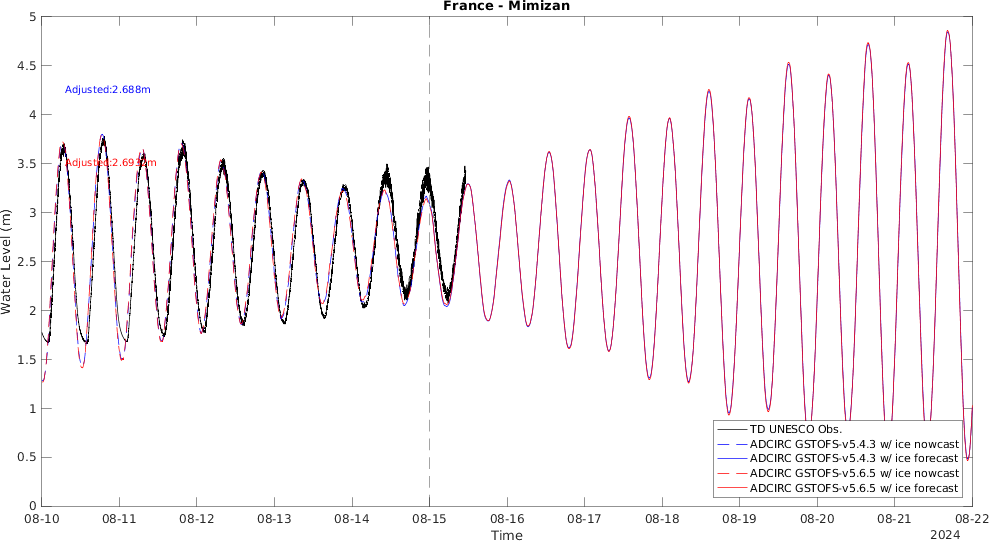 France - Mimizan
5
4.5
4
3.5
3
2.5
2
1.5
1
0.5
0
Water Level (m)
Adjusted:2.688m
Adjusted:2.693m
TD UNESCO Obs.
ADCIRC GSTOFS-v5.4.3 w/ ice nowcast
ADCIRC GSTOFS-v5.4.3 w/ ice forecast
ADCIRC GSTOFS-v5.6.5 w/ ice nowcast
ADCIRC GSTOFS-v5.6.5 w/ ice forecast
08-10 08-11 08-12 08-13 08-14 08-15 08-16 08-17 08-18 08-19 08-20 08-21 08-22
Time
2024